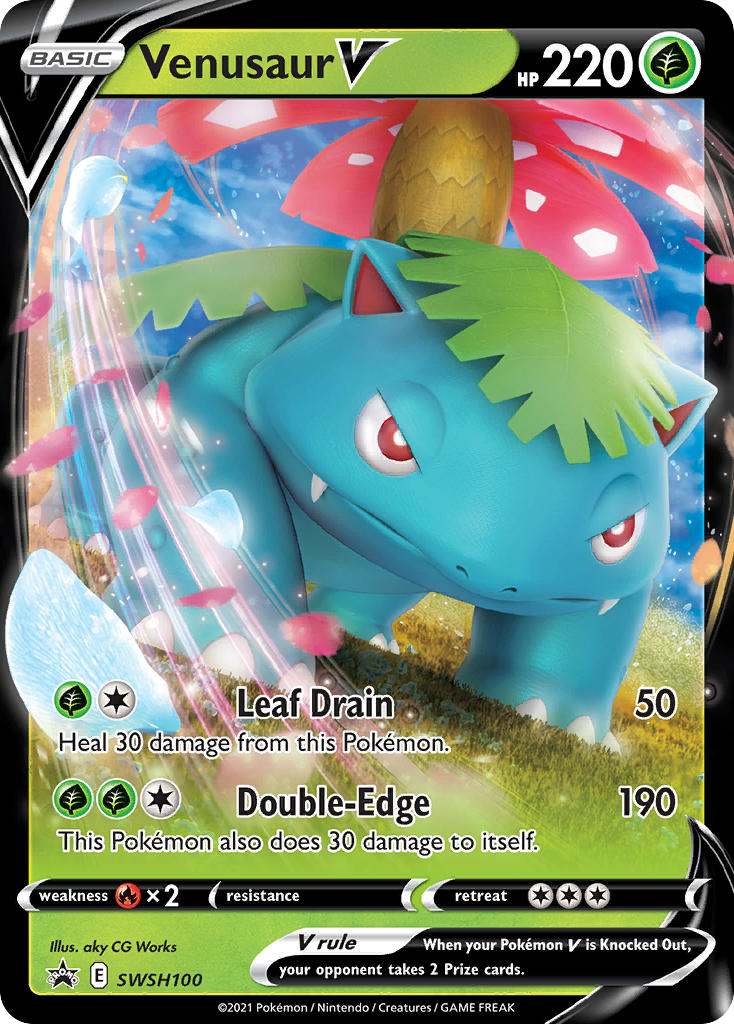 BASIC Venusaur V HP 220
Leaf Drain 50
Heal 30 damage from this Pokémon.
Double-Edge 190
This Pokémon also does 30 damage to itself.
weakness ×2 resistance retreat
Illus. aky CG Works
V rule When your Pokémon V is Knocked Out,
your opponent takes 2 Prize cards.
PROMO E SWSH100
©2021 Pokémon / Nintendo / Creatures / GAME FREAK